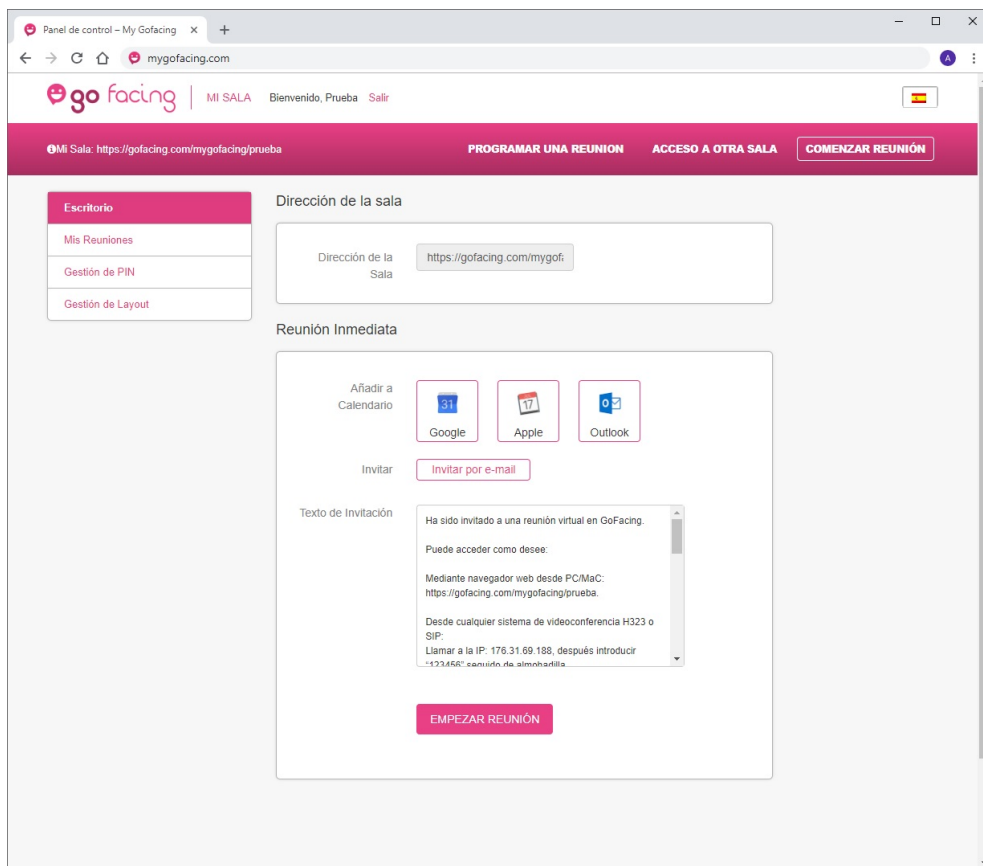 Panel de control – My Gofacing
mygofacing.com
A
go facing
MI SALA
Bienvenido, Prueba
Salir
Mi Sala: https://gofacing.com/mygofacing/prueba
PROGRAMAR UNA REUNION
ACCESO A OTRA SALA
COMENZAR REUNIÓN
Escritorio
Mis Reuniones
Gestión de PIN
Gestión de Layout
Dirección de la sala
Dirección de la
Sala
https://gofacing.com/mygofa
Reunión Inmediata
Añadir a
Calendario
31
Google
17
Apple
Outlook
Invitar
Invitar por e-mail
Texto de Invitación
Ha sido invitado a una reunión virtual en GoFacing.
Puede acceder como desee:
Mediante navegador web desde PC/MaC:
https://gofacing.com/mygofacing/prueba.
Desde cualquier sistema de videoconferencia H323 o
SIP:
Llamar a la IP: 176.31.69.188, después introducir
“123456” seguido de almohadilla
EMPEZAR REUNIÓN